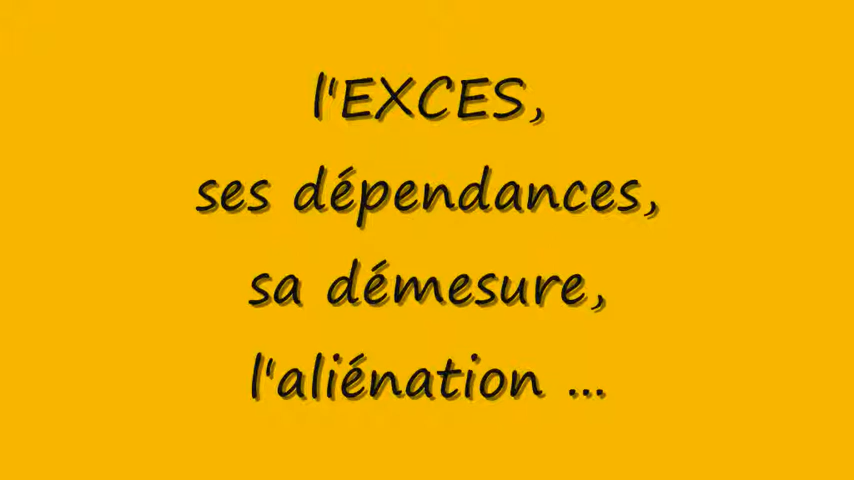 l'EXCES,
ses dépendances,
sa démesure,
l'aliénation ...